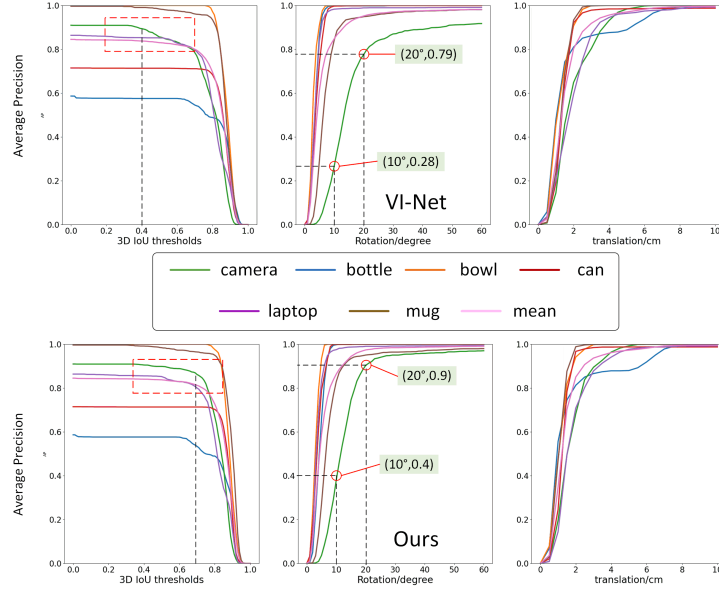 Average Precision
1.0
0.8
0.6
0.4
0.2
0.0
0.0 0.2 0.4 0.6 0.8 1.0
3D IoU thresholds
1.0
0.8
0.6
0.4
0.2
0.0
(20°,0.79)
(10°,0.28)
VI-Net
0 10 20 30 40 50 60
Rotation/degree
1.0
0.8
0.6
0.4
0.2
0.0
0 2 4 6 8 10
translation/cm
camera bottle bowl can
laptop mug mean
Average Precision
1.0
0.8
0.6
0.4
0.2
0.0
0.0 0.2 0.4 0.6 0.8 1.0
3D IoU thresholds
1.0
0.8
0.6
0.4
0.2
0.0
(20°,0.9)
(10°,0.4)
Ours
0 10 20 30 40 50 60
Rotation/degree
1.0
0.8
0.6
0.4
0.2
0.0
0 2 4 6 8 10
translation/cm